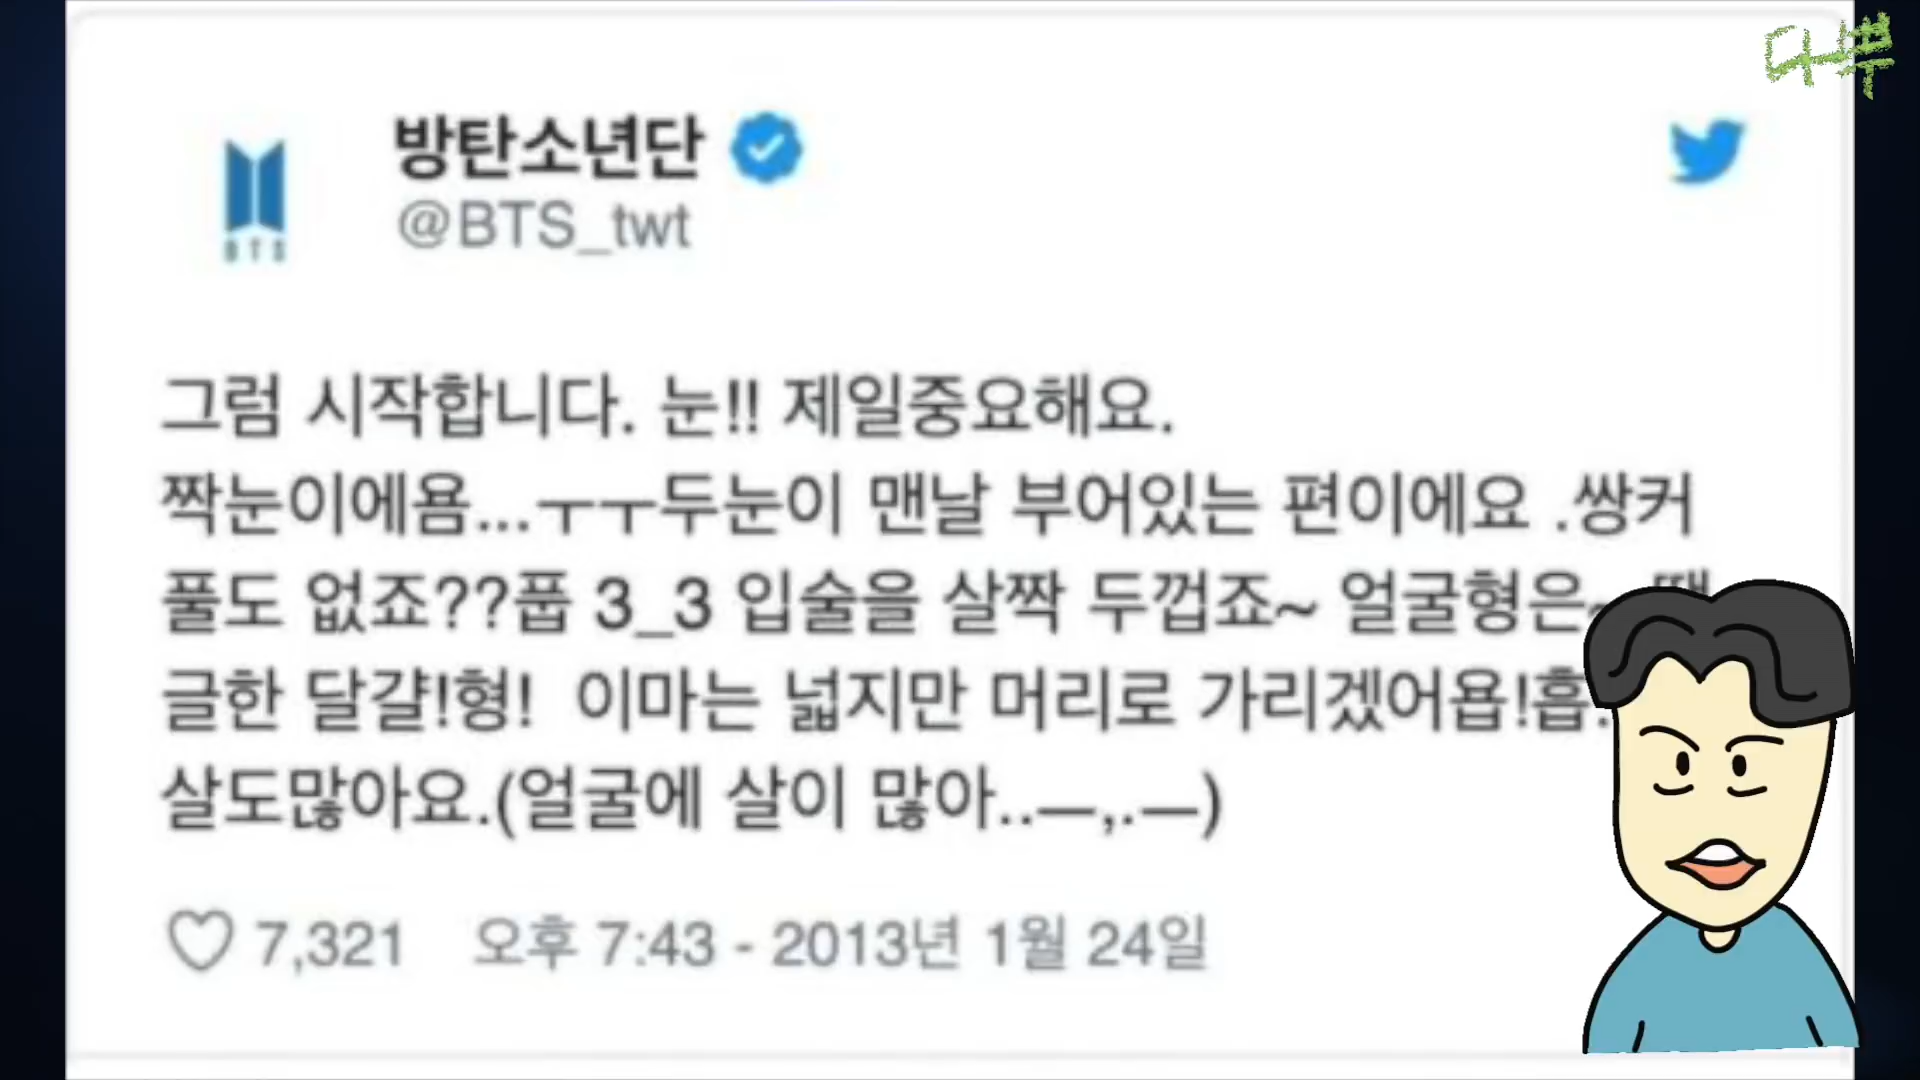 다뿌
방탄소년단
@BTS_twt
BTS
그럼 시작합니다. 눈!! 제일중요해요.
짝눈이에욤...ㅜㅜ두눈이 맨날 부어있는 편이에요 .쌍커
풀도 없죠??풉 3_3 입술을 살짝 두껍죠~ 얼굴형은~
글한 달걀!형! 이마는 넓지만 머리로 가리겠어욥!흡.
살도많아요.(얼굴에 살이 많아..ㅡ,.ㅡ)
7,321 오후 7:43 - 2013년 1월 24일